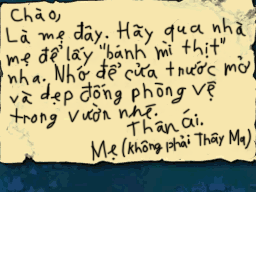 Chào,
Là mẹ đây. Hãy qua nhà
mẹ để lấy "bánh mì thịt"
nha. Nhớ để cửa trước mở
và dẹp đống phòng vệ
trong vườn nhé.
Thân ái.
Mẹ (không phải Thây Ma)